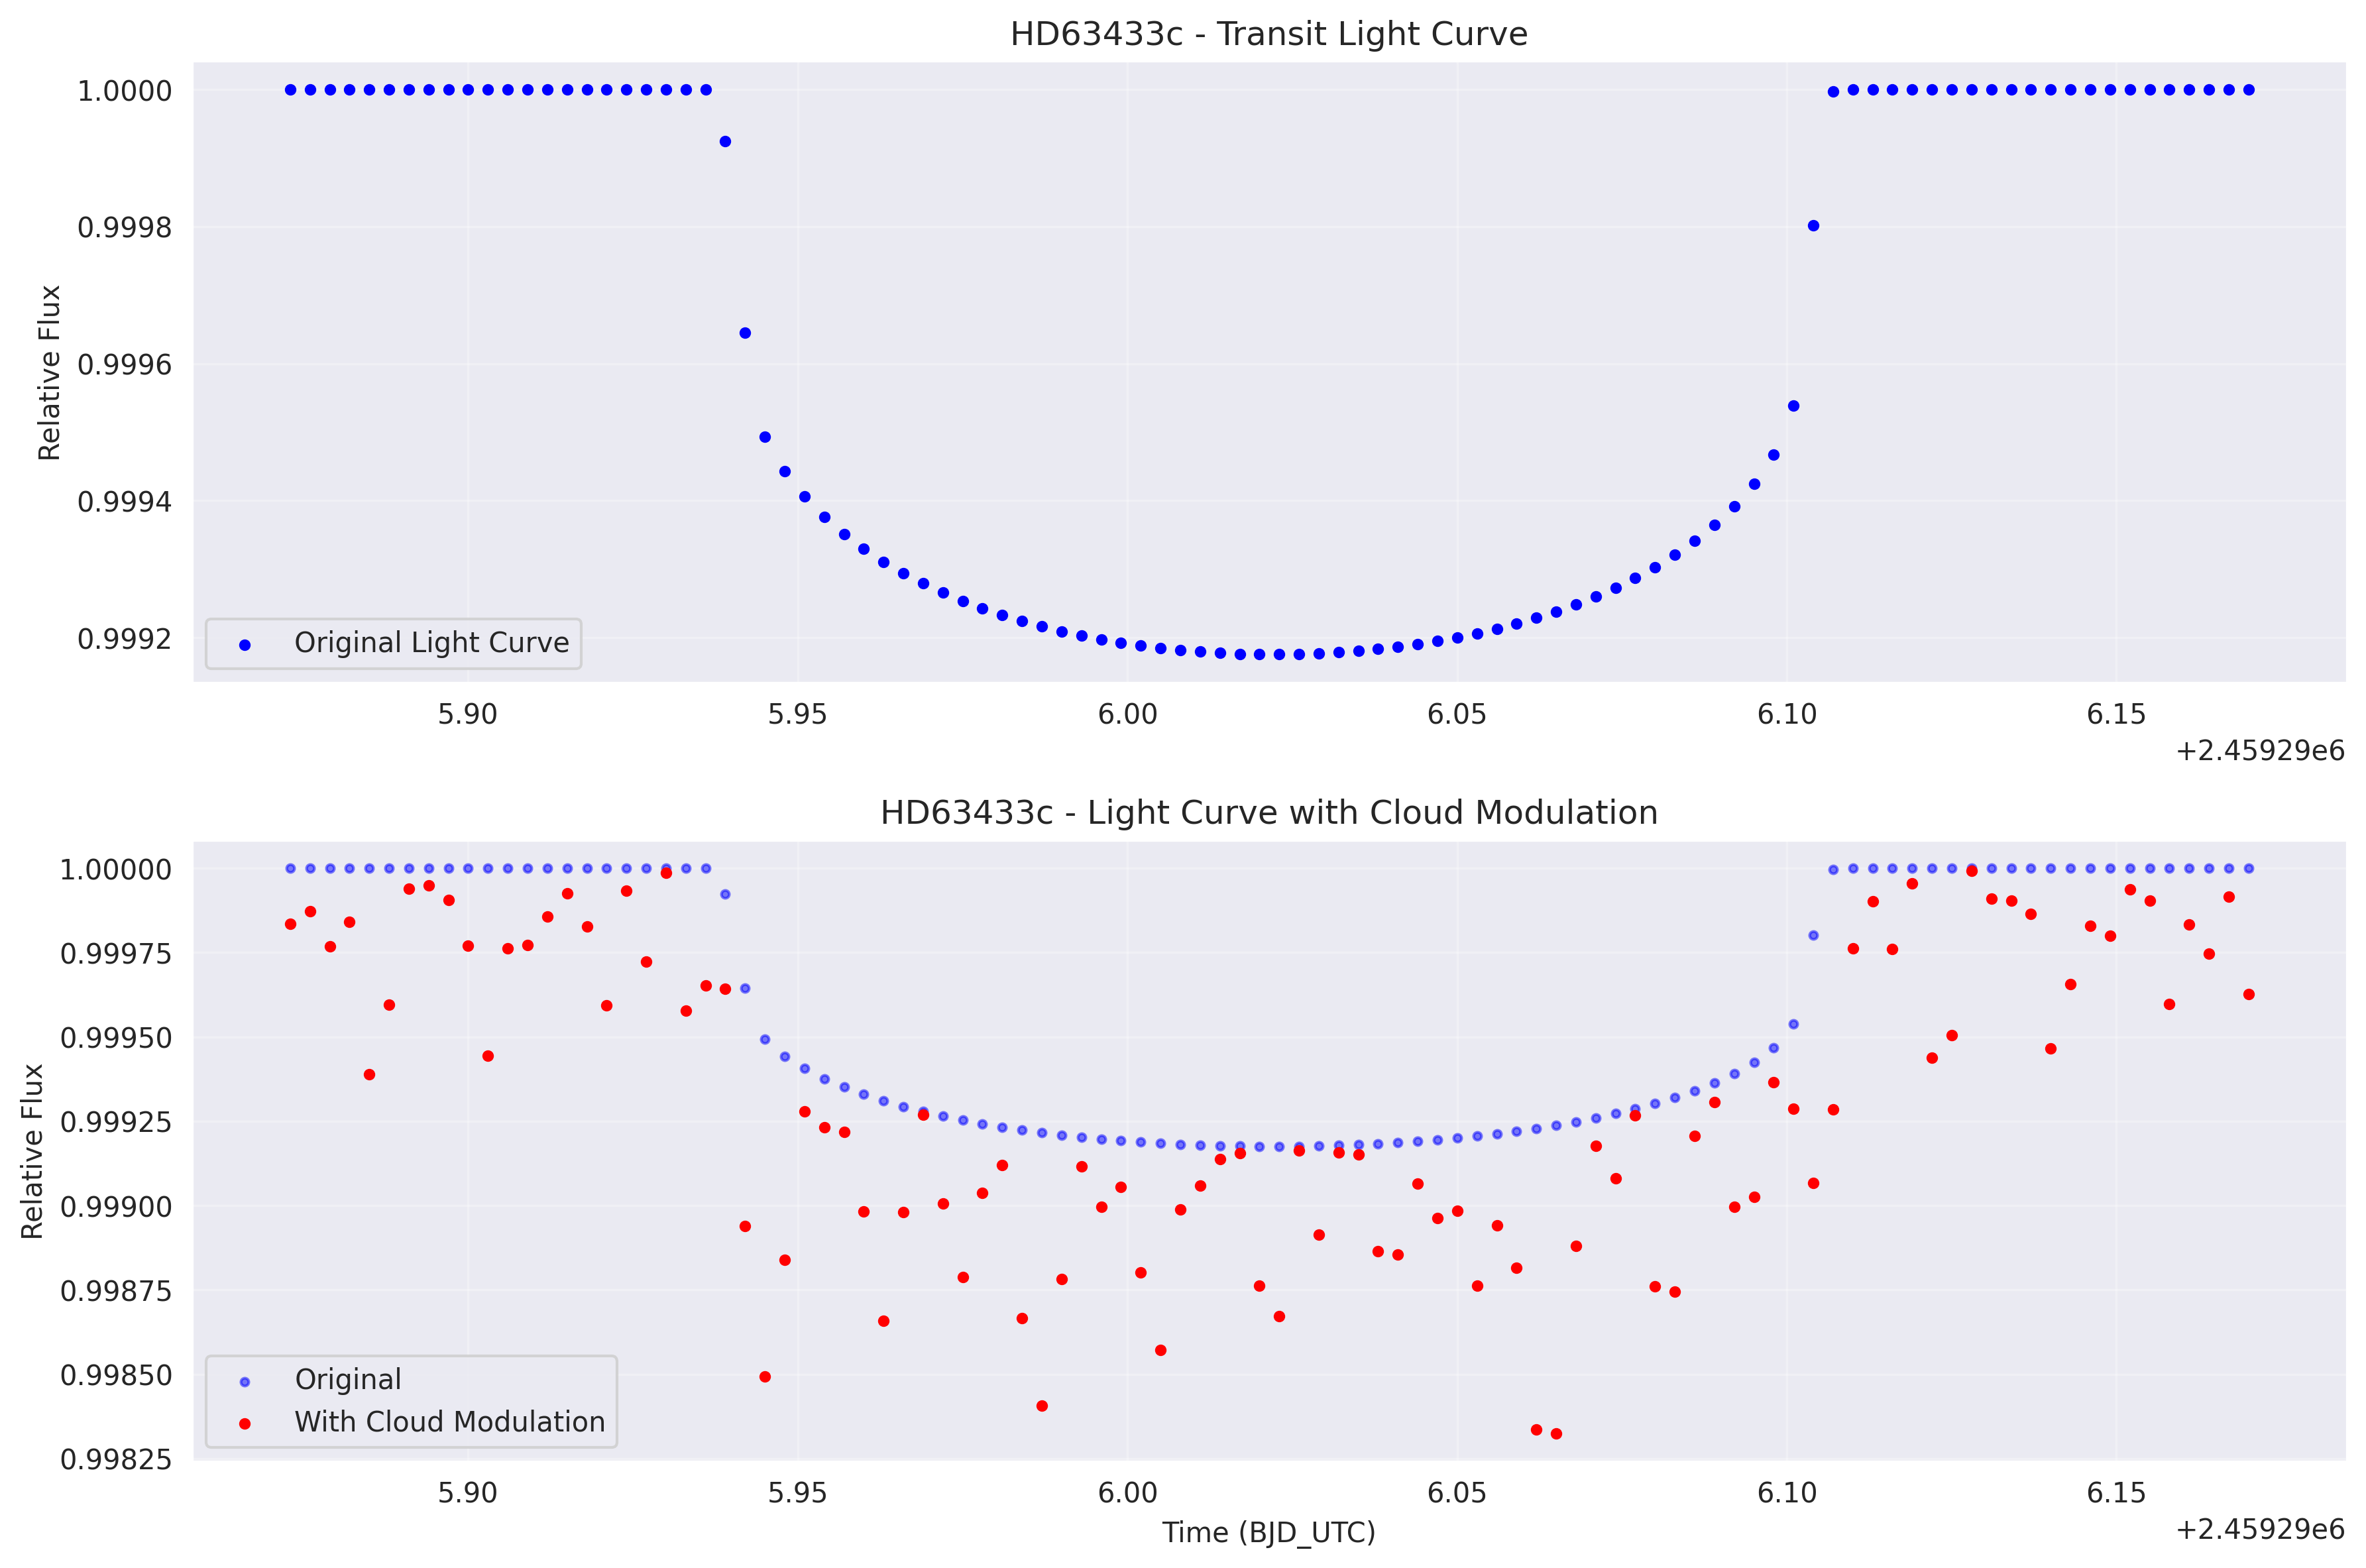 HD63433c - Transit Light Curve
Relative Flux
1.0000
0.9998
0.9996
0.9994
0.9992
Original Light Curve
5.90 5.95 6.00 6.05 6.10 6.15
+2.45929e6
HD63433c - Light Curve with Cloud Modulation
Relative Flux
1.00000
0.99975
0.99950
0.99925
0.99900
0.99875
0.99850
0.99825
Original
With Cloud Modulation
5.90 5.95 6.00 6.05 6.10 6.15
Time (BJD_UTC)
+2.45929e6